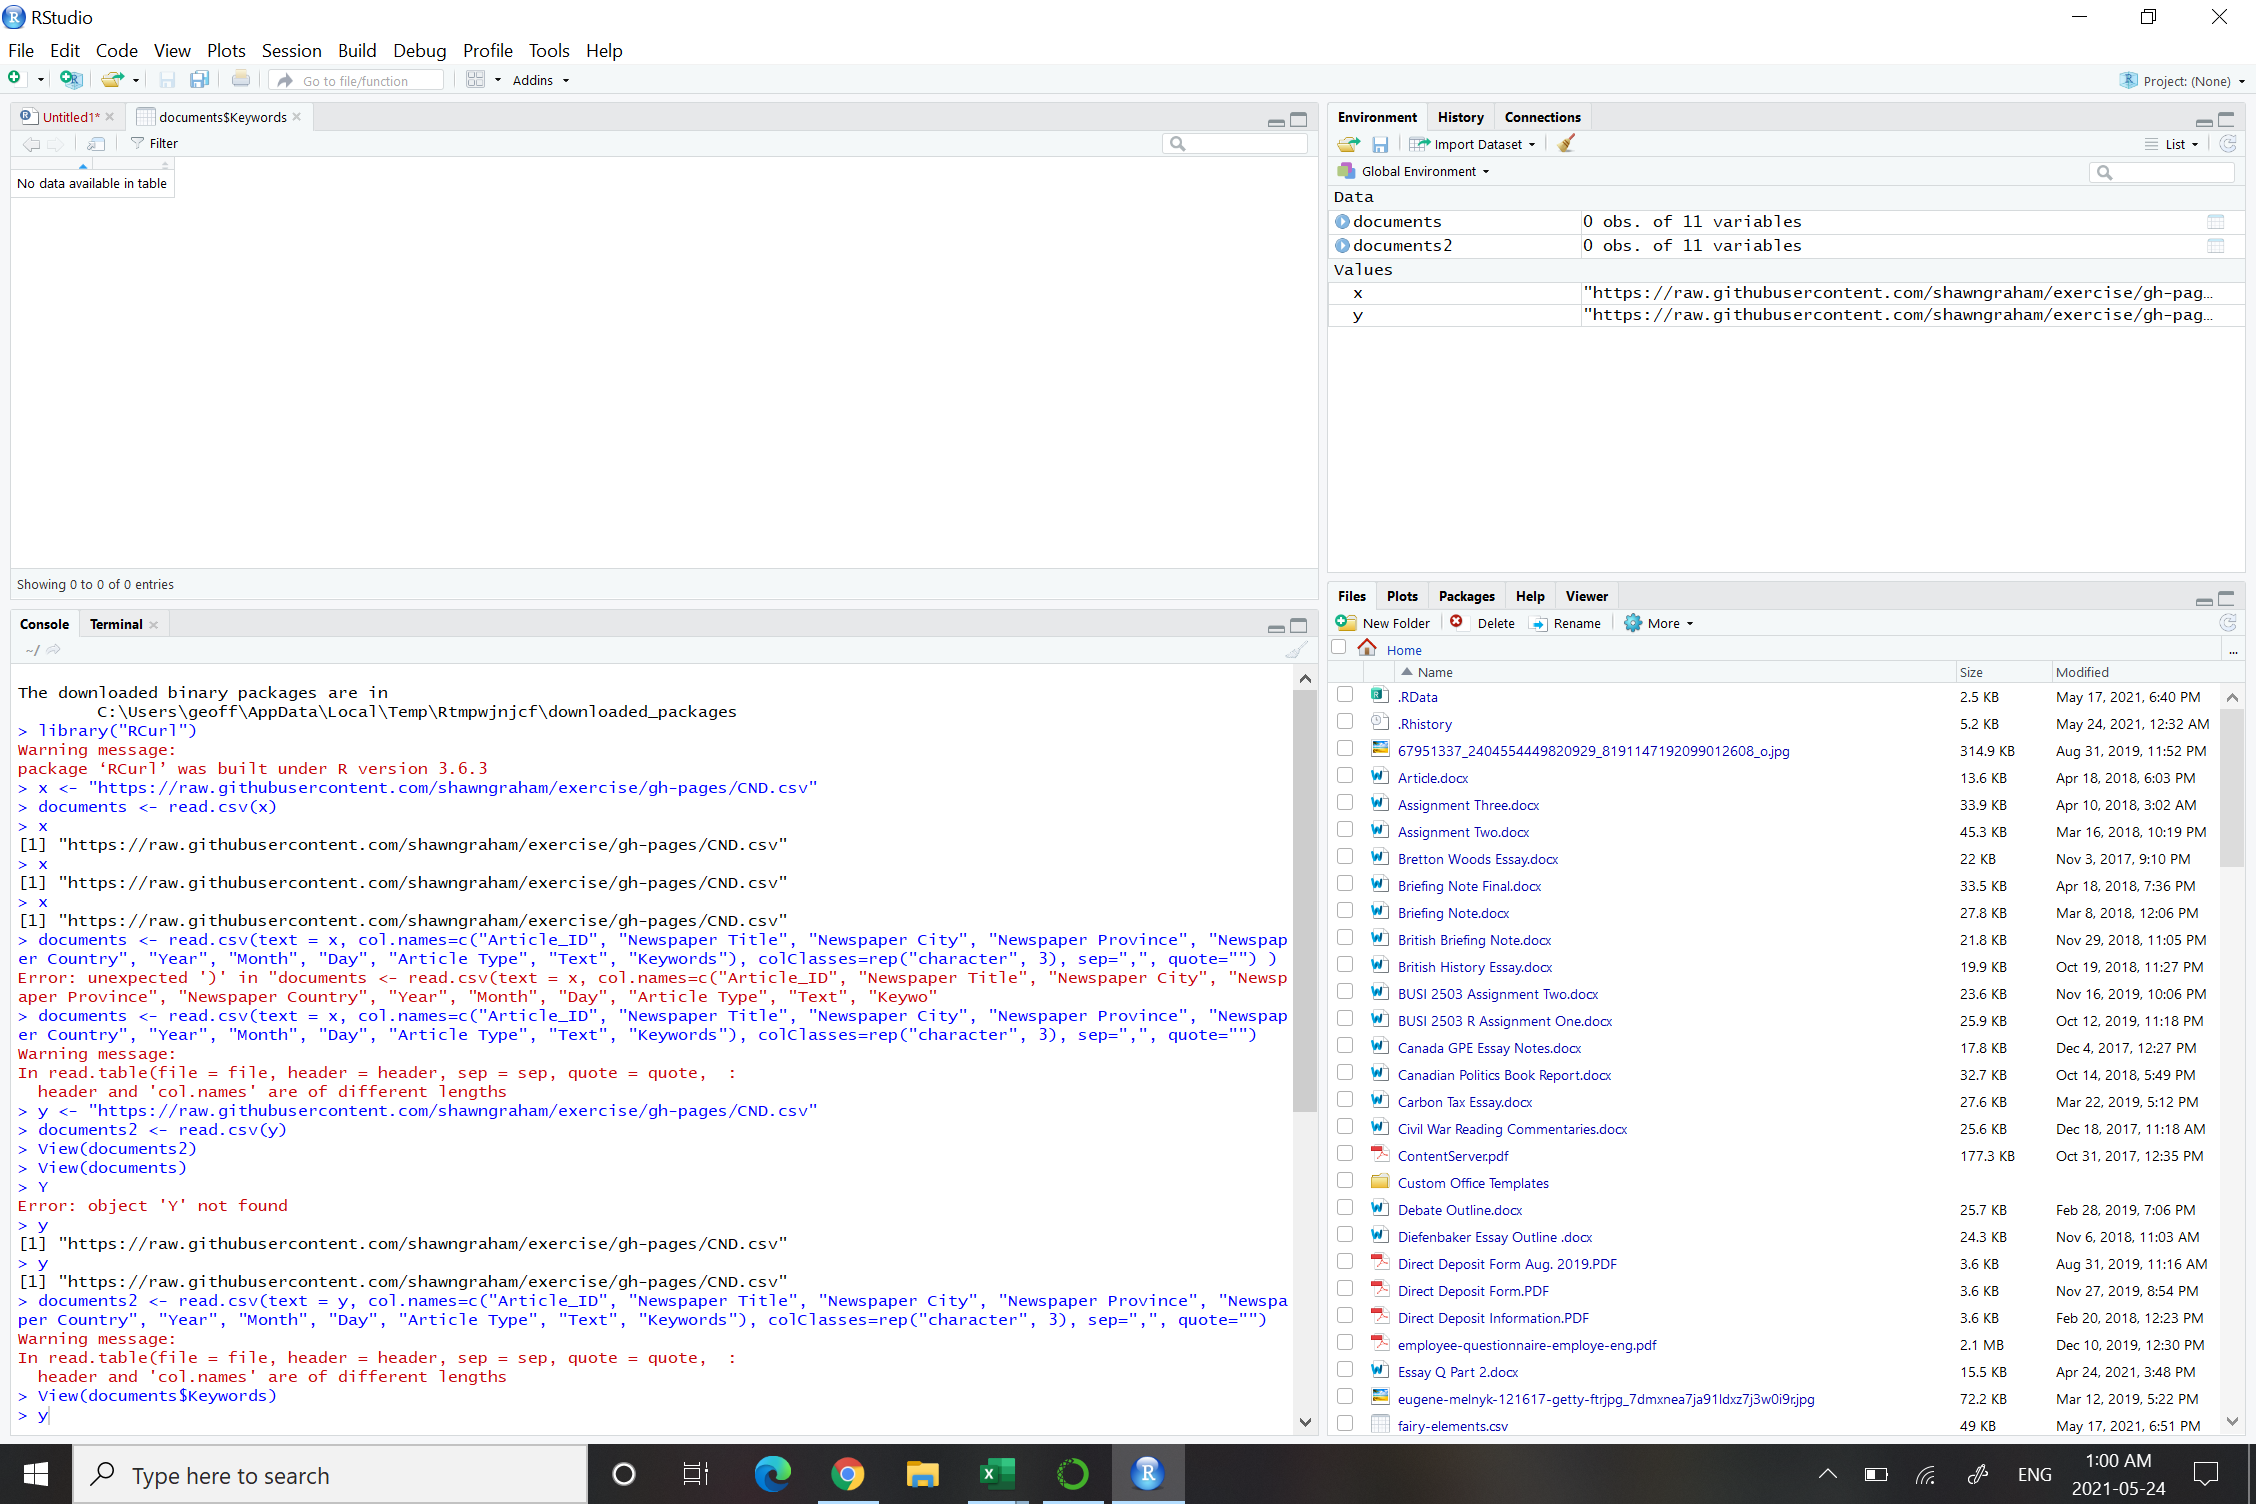 RStudio
File Edit Code View Plots Session Build Debug Profile Tools Help
Go to file/function Addins Project: (None)
Untitled1* documents$Keywords
Filter
No data available in table
Showing 0 to 0 of 0 entries
Console Terminal
~/
The downloaded binary packages are in
C:\Users\geoff\AppData\Local\Temp\Rtmpwjnjcf\downloaded_packages
> library("RCurl")
Warning message:
package ‘RCurl’ was built under R version 3.6.3
> x <- "https://raw.githubusercontent.com/shawngraham/exercise/gh-pages/CND.csv"
> documents <- read.csv(x)
> x
[1] "https://raw.githubusercontent.com/shawngraham/exercise/gh-pages/CND.csv"
> x
[1] "https://raw.githubusercontent.com/shawngraham/exercise/gh-pages/CND.csv"
> x
[1] "https://raw.githubusercontent.com/shawngraham/exercise/gh-pages/CND.csv"
> documents <- read.csv(text = x, col.names=c("Article_ID", "Newspaper Title", "Newspaper City", "Newspaper Province", "Newspap
er Country", "Year", "Month", "Day", "Article Type", "Text", "Keywords"), colClasses=rep("character", 3), sep=",", quote="") )
Error: unexpected ')' in "documents <- read.csv(text = x, col.names=c("Article_ID", "Newspaper Title", "Newspaper City", "Newsp
aper Province", "Newspaper Country", "Year", "Month", "Day", "Article Type", "Text", "Keywo"
> documents <- read.csv(text = x, col.names=c("Article_ID", "Newspaper Title", "Newspaper City", "Newspaper Province", "Newspap
er Country", "Year", "Month", "Day", "Article Type", "Text", "Keywords"), colClasses=rep("character", 3), sep=",", quote="")
Warning message:
In read.table(file = file, header = header, sep = sep, quote = quote,  :
header and 'col.names' are of different lengths
> y <- "https://raw.githubusercontent.com/shawngraham/exercise/gh-pages/CND.csv"
> documents2 <- read.csv(y)
> View(documents2)
> View(documents)
> Y
Error: object 'Y' not found
> y
[1] "https://raw.githubusercontent.com/shawngraham/exercise/gh-pages/CND.csv"
> y
[1] "https://raw.githubusercontent.com/shawngraham/exercise/gh-pages/CND.csv"
> documents2 <- read.csv(text = y, col.names=c("Article_ID", "Newspaper Title", "Newspaper City", "Newspaper Province", "Newspa
per Country", "Year", "Month", "Day", "Article Type", "Text", "Keywords"), colClasses=rep("character", 3), sep=",", quote="")
Warning message:
In read.table(file = file, header = header, sep = sep, quote = quote,  :
header and 'col.names' are of different lengths
> View(documents$Keywords)
> y
Environment History Connections
Import Dataset List
Global Environment
Data
documents 0 obs. of 11 variables
documents2 0 obs. of 11 variables
Values
x "https://raw.githubusercontent.com/shawngraham/exercise/gh-pag…
y "https://raw.githubusercontent.com/shawngraham/exercise/gh-pag…
Files Plots Packages Help Viewer
New Folder Delete Rename More
Home ...
Name Size Modified
.RData 2.5 KB May 17, 2021, 6:40 PM
.Rhistory 5.2 KB May 24, 2021, 12:32 AM
67951337_2404554449820929_8191147192099012608_o.jpg 314.9 KB Aug 31, 2019, 11:52 PM
Article.docx 13.6 KB Apr 18, 2018, 6:03 PM
Assignment Three.docx 33.9 KB Apr 10, 2018, 3:02 AM
Assignment Two.docx 45.3 KB Mar 16, 2018, 10:19 PM
Bretton Woods Essay.docx 22 KB Nov 3, 2017, 9:10 PM
Briefing Note Final.docx 33.5 KB Apr 18, 2018, 7:36 PM
Briefing Note.docx 27.8 KB Mar 8, 2018, 12:06 PM
British Briefing Note.docx 21.8 KB Nov 29, 2018, 11:05 PM
British History Essay.docx 19.9 KB Oct 19, 2018, 11:27 PM
BUSI 2503 Assignment Two.docx 23.6 KB Nov 16, 2019, 10:06 PM
BUSI 2503 R Assignment One.docx 25.9 KB Oct 12, 2019, 11:18 PM
Canada GPE Essay Notes.docx 17.8 KB Dec 4, 2017, 12:27 PM
Canadian Politics Book Report.docx 32.7 KB Oct 14, 2018, 5:49 PM
Carbon Tax Essay.docx 27.6 KB Mar 22, 2019, 5:12 PM
Civil War Reading Commentaries.docx 25.6 KB Dec 18, 2017, 11:18 AM
ContentServer.pdf 177.3 KB Oct 31, 2017, 12:35 PM
Custom Office Templates
Debate Outline.docx 25.7 KB Feb 28, 2019, 7:06 PM
Diefenbaker Essay Outline .docx 24.3 KB Nov 6, 2018, 11:03 AM
Direct Deposit Form Aug. 2019.PDF 3.6 KB Aug 31, 2019, 11:16 AM
Direct Deposit Form.PDF 3.6 KB Nov 27, 2019, 8:54 PM
Direct Deposit Information.PDF 3.6 KB Feb 20, 2018, 12:23 PM
employee-questionnaire-employe-eng.pdf 2.1 MB Dec 10, 2019, 12:30 PM
Essay Q Part 2.docx 15.5 KB Apr 24, 2021, 3:48 PM
eugene-melnyk-121617-getty-ftrjpg_7dmxnea7ja91ldxz7j3w0i9r.jpg 72.2 KB Mar 12, 2019, 5:22 PM
fairy-elements.csv 49 KB May 17, 2021, 6:51 PM
Type here to search
ENG
1:00 AM
2021-05-24